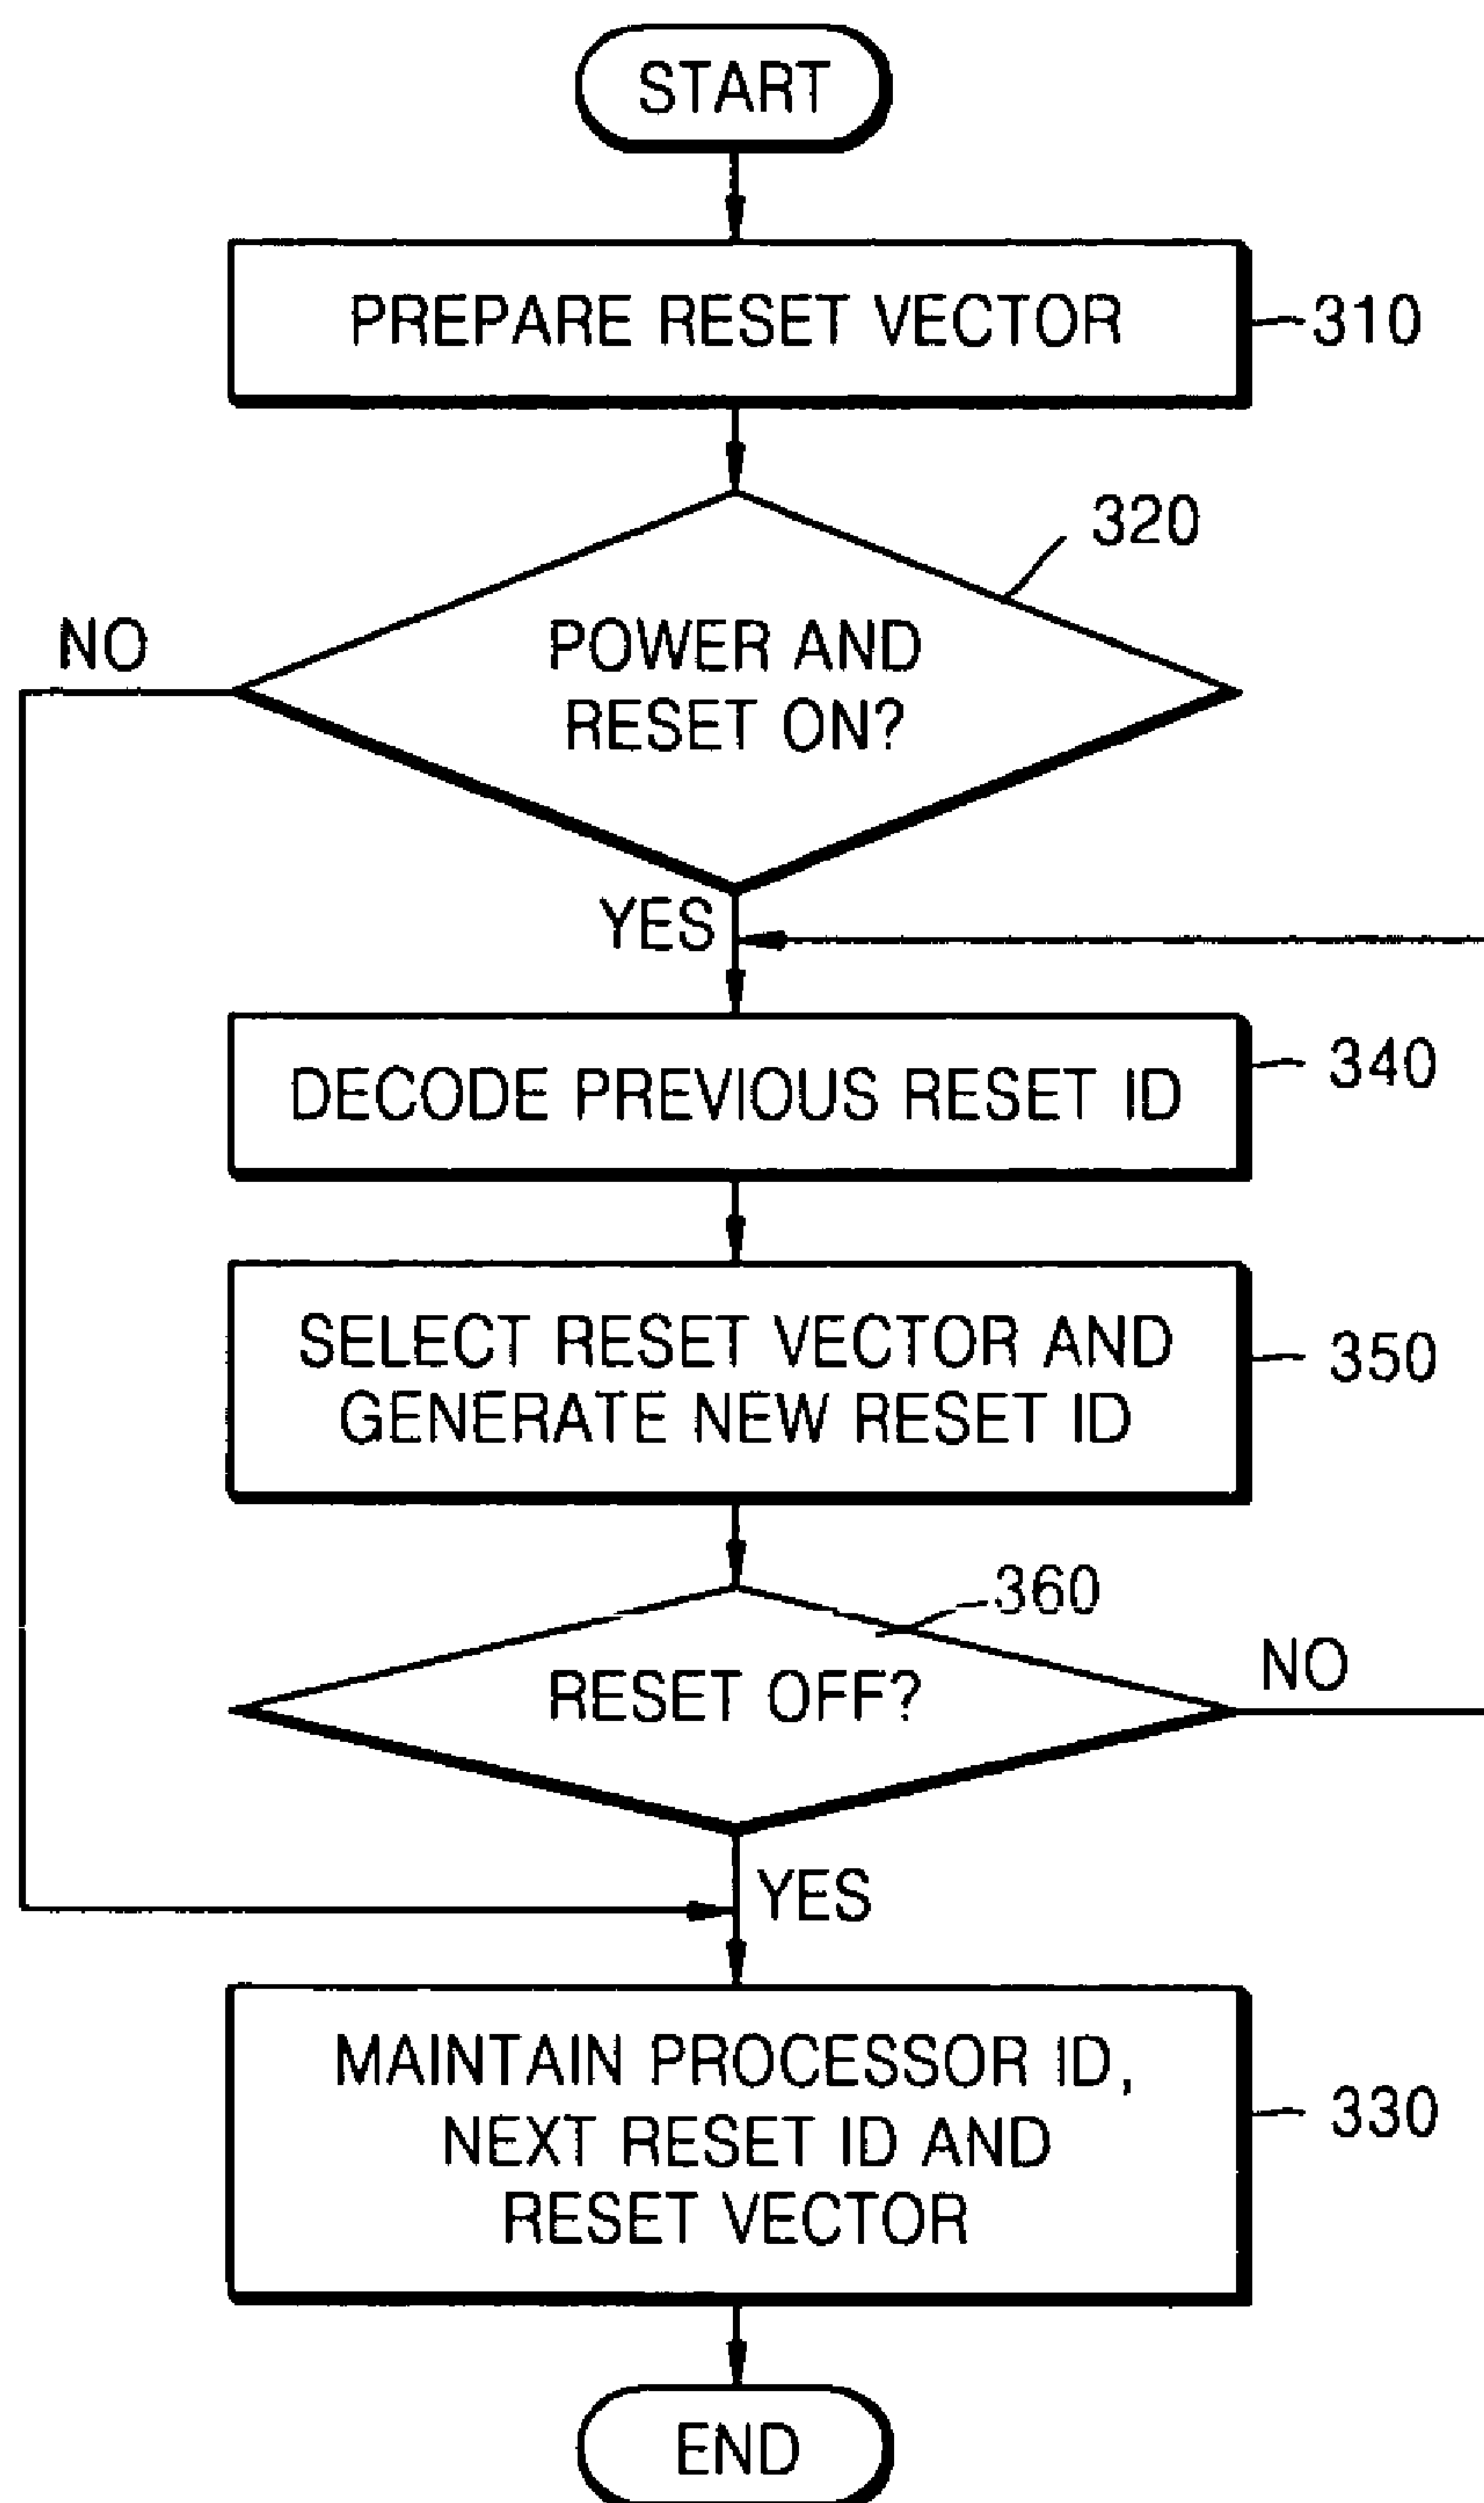 START
PREPARE RESET VECTOR
310
320
NO
POWER AND
RESET ON?
YES
DECODE PREVIOUS RESET ID
340
SELECT RESET VECTOR AND
GENERATE NEW RESET ID
350
360
RESET OFF?
NO
YES
MAINTAIN PROCESSOR ID,
NEXT RESET ID AND
RESET VECTOR
330
END